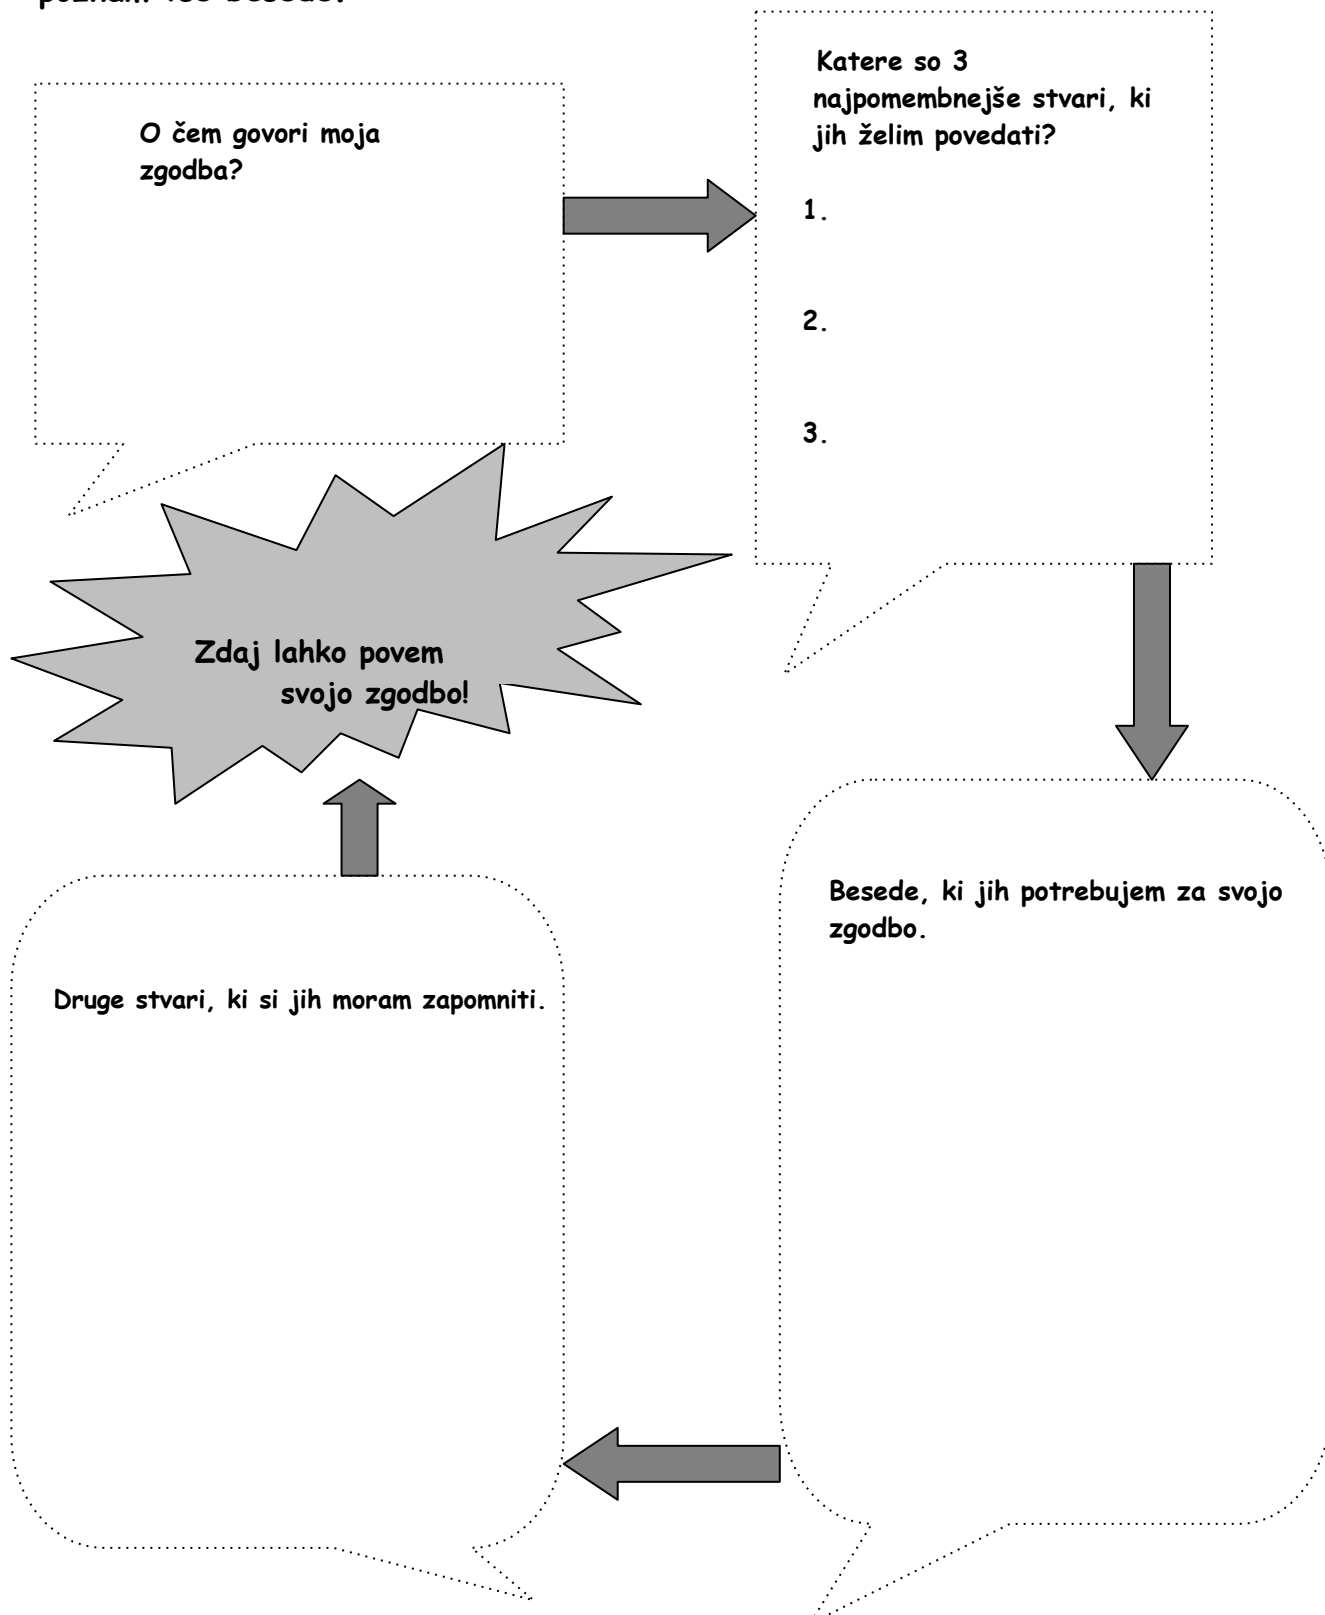 O čem govori moja
zgodba?
Katere so 3
najpomembnejše stvari, ki
jih želim povedati?
1.
2.
3.
Besede, ki jih potrebujem za svojo
zgodbo.
Druge stvari, ki si jih moram zapomniti.
Zdaj lahko povem
svojo zgodbo!